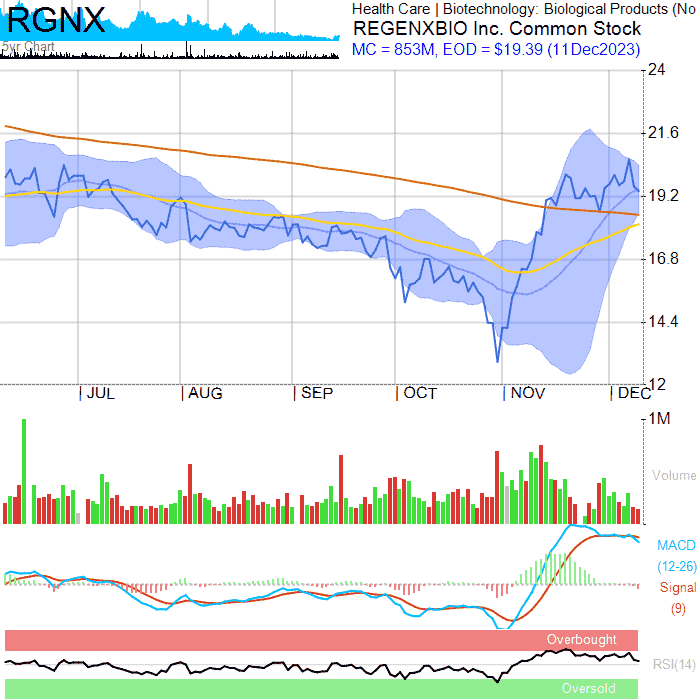 RGNX
5yr Chart
Health Care | Biotechnology: Biological Products (No
REGENXBIO Inc. Common Stock
MC = 853M, EOD = $19.39 (11Dec2023)
24
21.6
19.2
16.8
14.4
12
JUL AUG SEP OCT NOV DEC
1M
Volume
MACD
(12-26)
Signal
(9)
Overbought
RSI(14)
Oversold